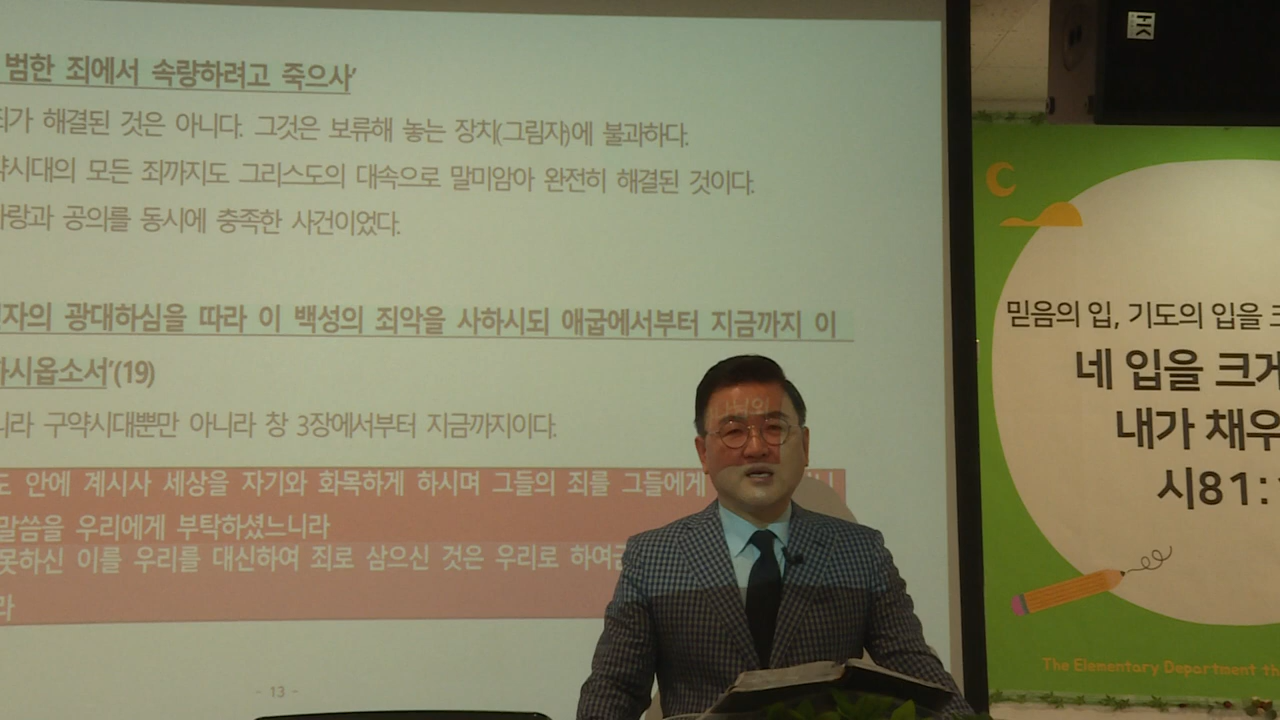 범한 죄에서 속량하려고 죽으사'
죄가 해결된 것은 아니다. 그것은 보류해 놓는 장치(그림자)에 불과하다.
약시대의 모든 죄까지도 그리스도의 대속으로 말미암아 완전히 해결된 것이다.
사랑과 공의를 동시에 충족한 사건이었다.
자의 광대하심을 따라 이 백성의 죄악을 사하시되 애굽에서부터 지금까지 이
하시옵소서'(19)
니라 구약시대뿐만 아니라 창 3장에서부터 지금까지이다.
도 안에 계시사 세상을 자기와 화목하게 하시며 그들의 죄를 그들에게
말씀을 우리에게 부탁하셨느니라
못하신 이를 우리를 대신하여 죄로 삼으신 것은 우리로 하여금
라
- 13 -
믿음의 입, 기도의 입을
네 입을 크게
내가 채우
시81:
The Elementary Department